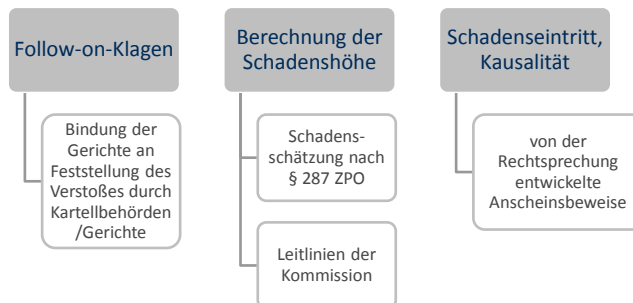 Follow-on-Klagen
Bindung der
Gerichte an
Feststellung des
Verstoßes durch
Kartellbehörden
/Gerichte
Berechnung der
Schadenshöhe
Schadens-
schätzung nach
§ 287 ZPO
Leitlinien der
Kommission
Schadenseintritt,
Kausalität
von der
Rechtsprechung
entwickelte
Anscheinsbeweise